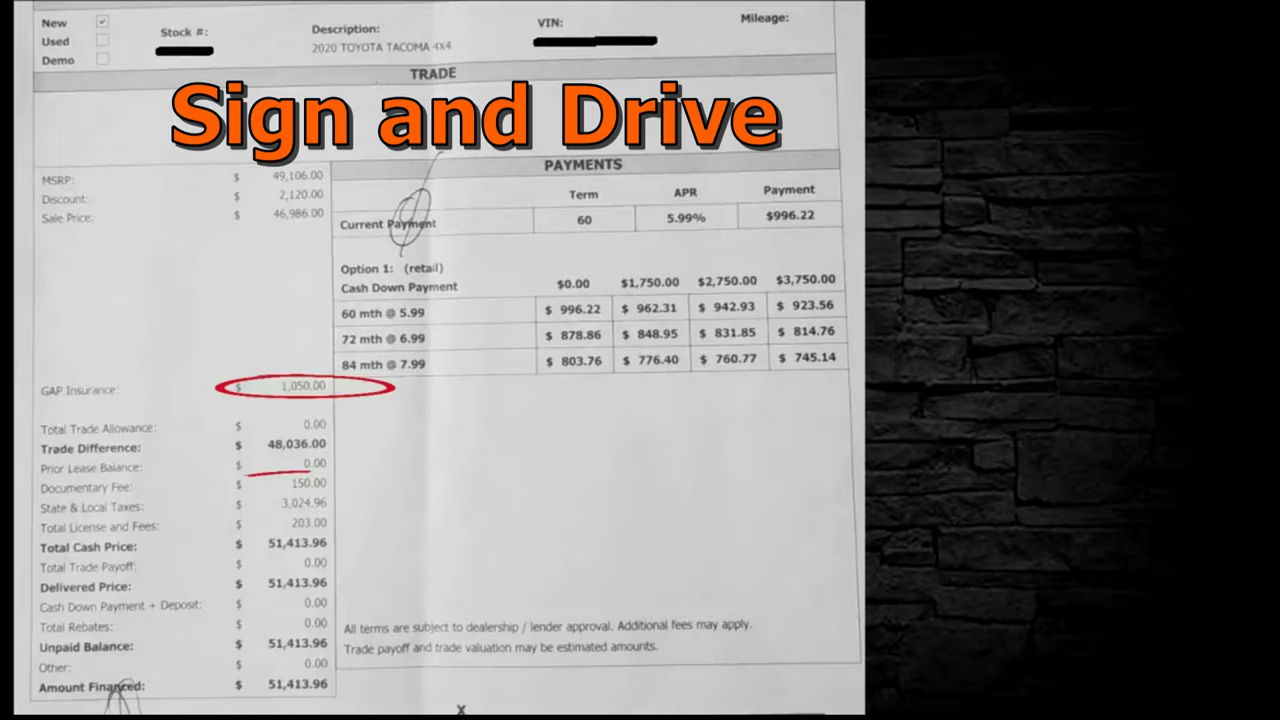 New ✓
Used
Demo
Stock #:
Description:
2020 TOYOTA TACOMA 4X4
VIN:
Mileage:
TRADE
Sign and Drive
MSRP: $ 49,106.00
Discount: $ 2,120.00
Sale Price: $ 46,986.00
GAP Insurance: $ 1,050.00
Total Trade Allowance: $ 0.00
Trade Difference: $ 48,036.00
Prior Lease Balance: $ 0.00
Documentary Fee: $ 150.00
State & Local Taxes: $ 3,024.96
Total License and Fees: $ 203.00
Total Cash Price: $ 51,413.96
Total Trade Payoff: $ 0.00
Delivered Price: $ 51,413.96
Cash Down Payment + Deposit: $ 0.00
Total Rebates: $ 0.00
Unpaid Balance: $ 51,413.96
Other: $ 0.00
Amount Financed: $ 51,413.96
PAYMENTS
Term APR Payment
Current Payment 60 5.99% $996.22
Option 1: (retail)
Cash Down Payment $0.00 $1,750.00 $2,750.00 $3,750.00
60 mth @ 5.99 $ 996.22 $ 962.31 $ 942.93 $ 923.56
72 mth @ 6.99 $ 878.86 $ 848.95 $ 831.85 $ 814.76
84 mth @ 7.99 $ 803.76 $ 776.40 $ 760.77 $ 745.14
All terms are subject to dealership / lender approval. Additional fees may apply.
Trade payoff and trade valuation may be estimated amounts.
X